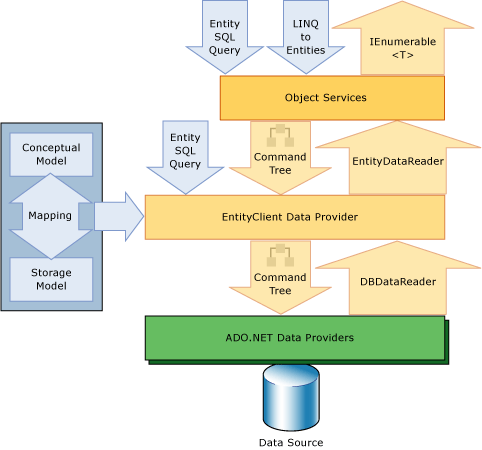 Entity
SQL
Query
LINQ
to
Entities
IEnumerable
<T>
Object Services
Entity
SQL
Query
Command
Tree
EntityDataReader
Conceptual
Model
Mapping
Storage
Model
EntityClient Data Provider
Command
Tree
DBDataReader
ADO.NET Data Providers
Data Source